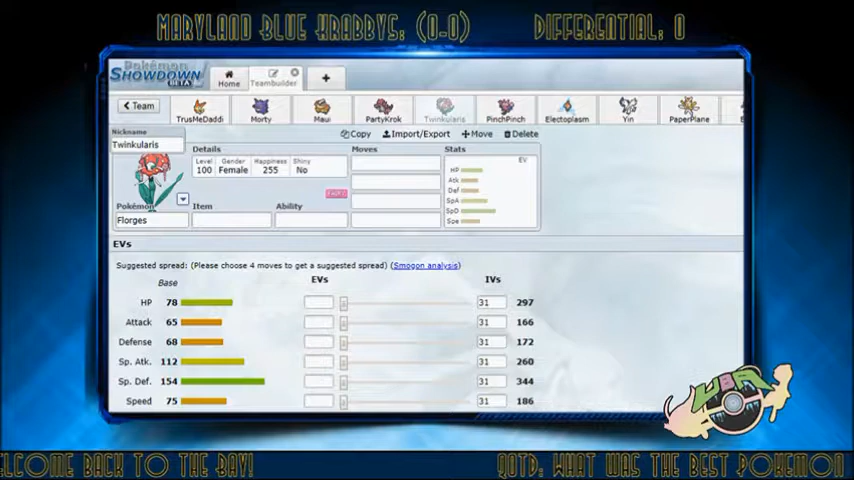 MARYLAND BLUE KRABBYS: (0-0) DIFFERENTIAL: 0
Pokémon
SHOWDOWN
BETA
Home
Teambuilder
+
Team
TrusMeDaddi
Morty
Maui
PartyKrok
Twinkularis
PinchPinch
Electoplasm
Yin
PaperPlane
Nickname
Twinkularis
Copy
Import/Export
Move
Delete
Details
Level
Gender
Happiness
Shiny
100
Female
255
No
Moves
Stats
EV
HP
Atk
Def
SpA
SpD
Spe
FAIRY
Pokémon
Florges
Item
Ability
EVs
Suggested spread: (Please choose 4 moves to get a suggested spread) (Smogon analysis)
Base EVs IVs
HP 78 31 297
Attack 65 31 166
Defense 68 31 172
Sp. Atk. 112 31 260
Sp. Def. 154 31 344
Speed 75 31 186
UBA
ELCOME BACK TO THE BAY! QOTD: WHAT WAS THE BEST POKEMON